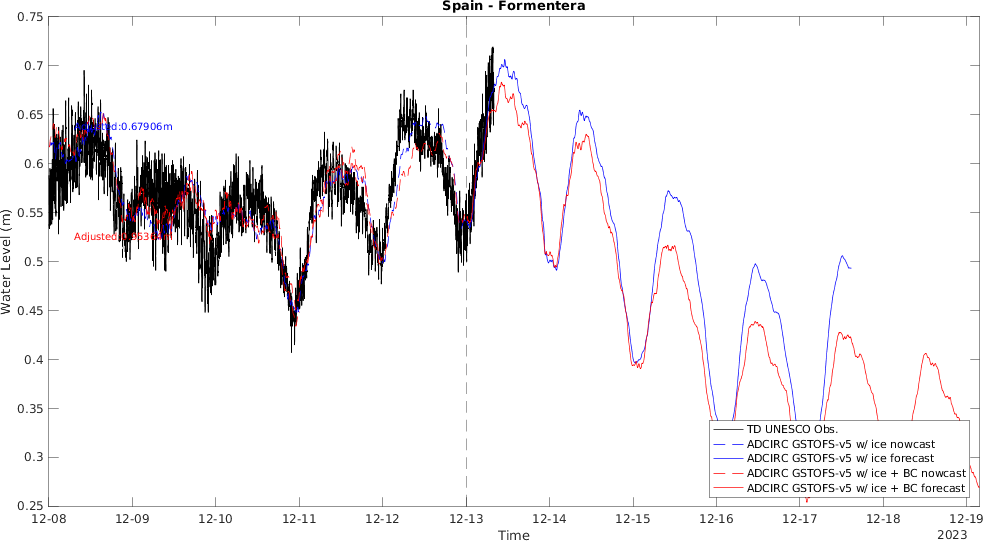 Spain - Formentera
0.75
0.7
0.65
0.6
0.55
0.5
0.45
0.4
0.35
0.3
0.25
Water Level (m)
:0.67906m
Adjusted
12-08
12-09
12-10
12-11
12-12
12-13
12-14
12-15
12-16
12-17
12-18
12-19
Time
2023
TD UNESCO Obs.
ADCIRC GSTOFS-v5 w/ ice nowcast
ADCIRC GSTOFS-v5 w/ ice forecast
ADCIRC GSTOFS-v5 w/ ice + BC nowcast
ADCIRC GSTOFS-v5 w/ ice + BC forecast